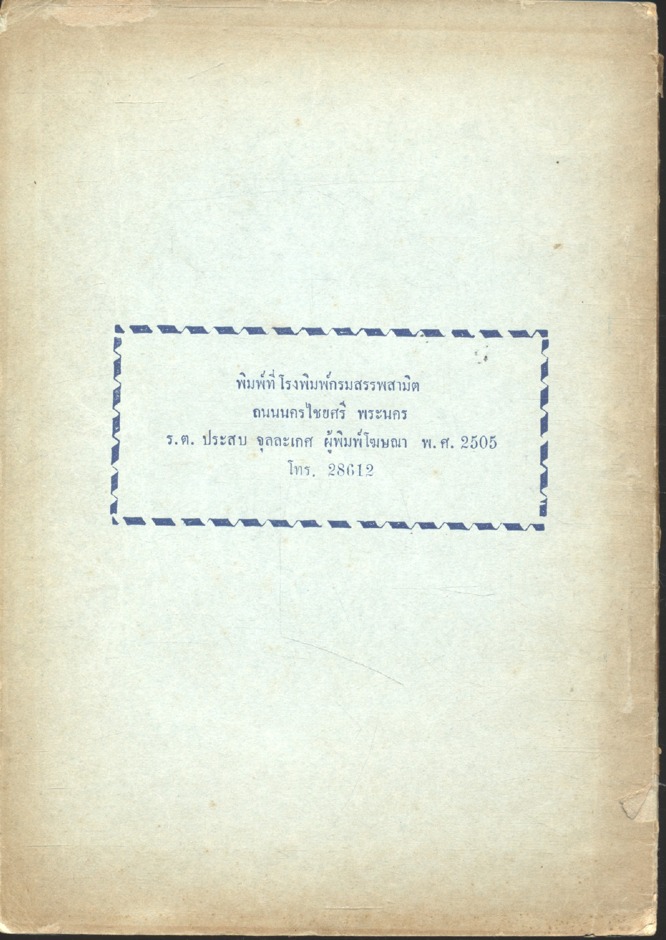 พิมพ์ที่โรงพิมพ์กรมสรรพสามิต
ถนนนครไชยศรี พระนคร
ร.ต. ประสบ จุลละเกศ ผู้พิมพ์โฆษณา พ.ศ. 2505
โทร. 28612